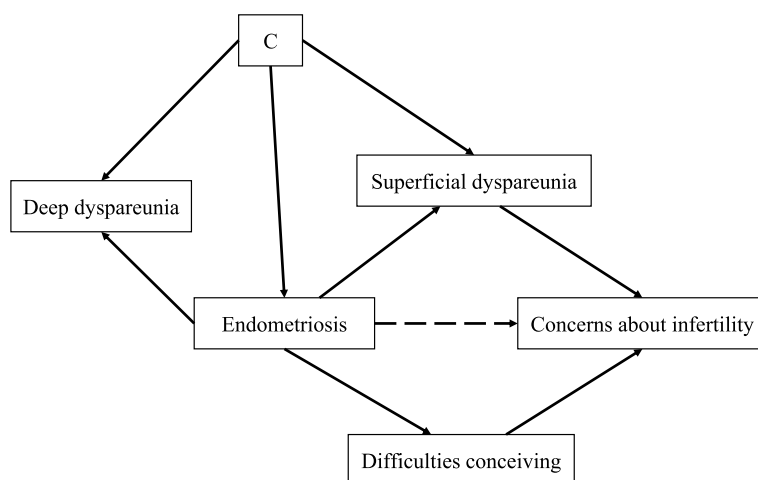 C
Superficial dyspareunia
Deep dyspareunia
Endometriosis
Concerns about infertility
Difficulties conceiving